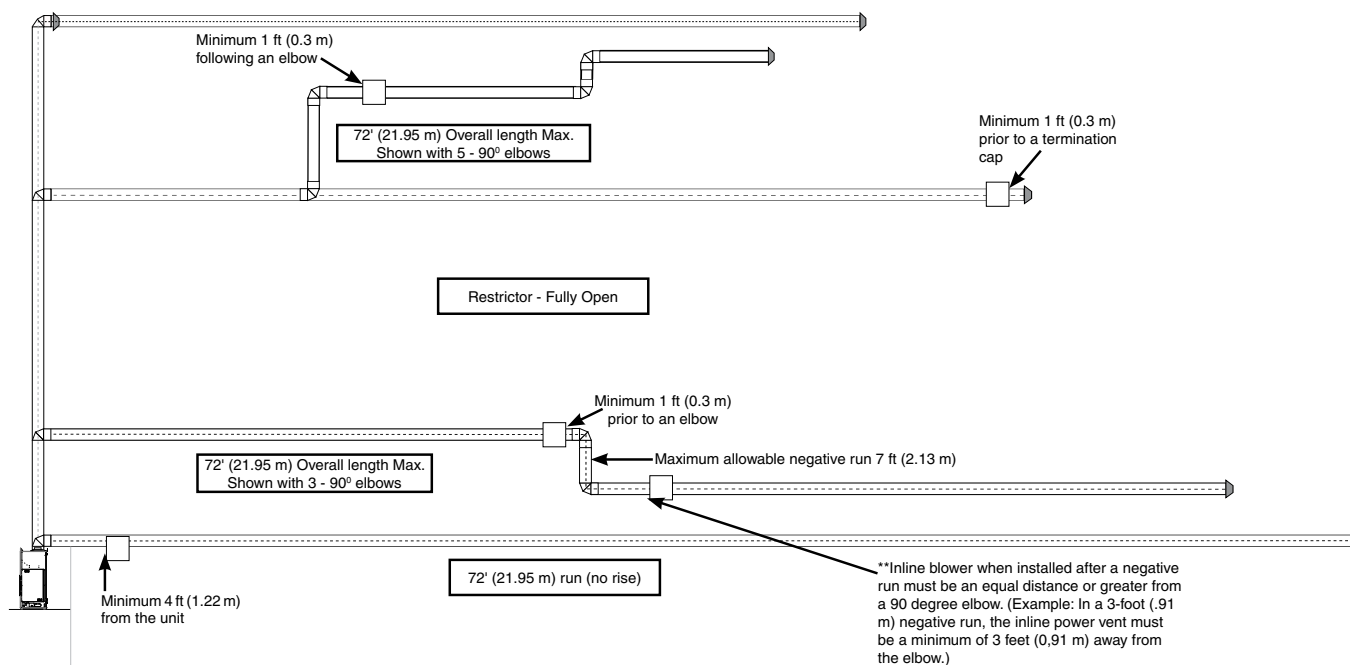 Minimum 1 ft (0.3 m)
following an elbow
72' (21.95 m) Overall length Max.
Shown with 5 - 90⁰ elbows
Minimum 1 ft (0.3 m)
prior to a termination
cap
Restrictor - Fully Open
Minimum 1 ft (0.3 m)
prior to an elbow
72' (21.95 m) Overall length Max.
Shown with 3 - 90⁰ elbows
Maximum allowable negative run 7 ft (2.13 m)
72' (21.95 m) run (no rise)
Minimum 4 ft (1.22 m)
from the unit
**Inline blower when installed after a negative
run must be an equal distance or greater from
a 90 degree elbow. (Example: In a 3-foot (.91
m) negative run, the inline power vent must
be a minimum of 3 feet (0,91 m) away from
the elbow.)